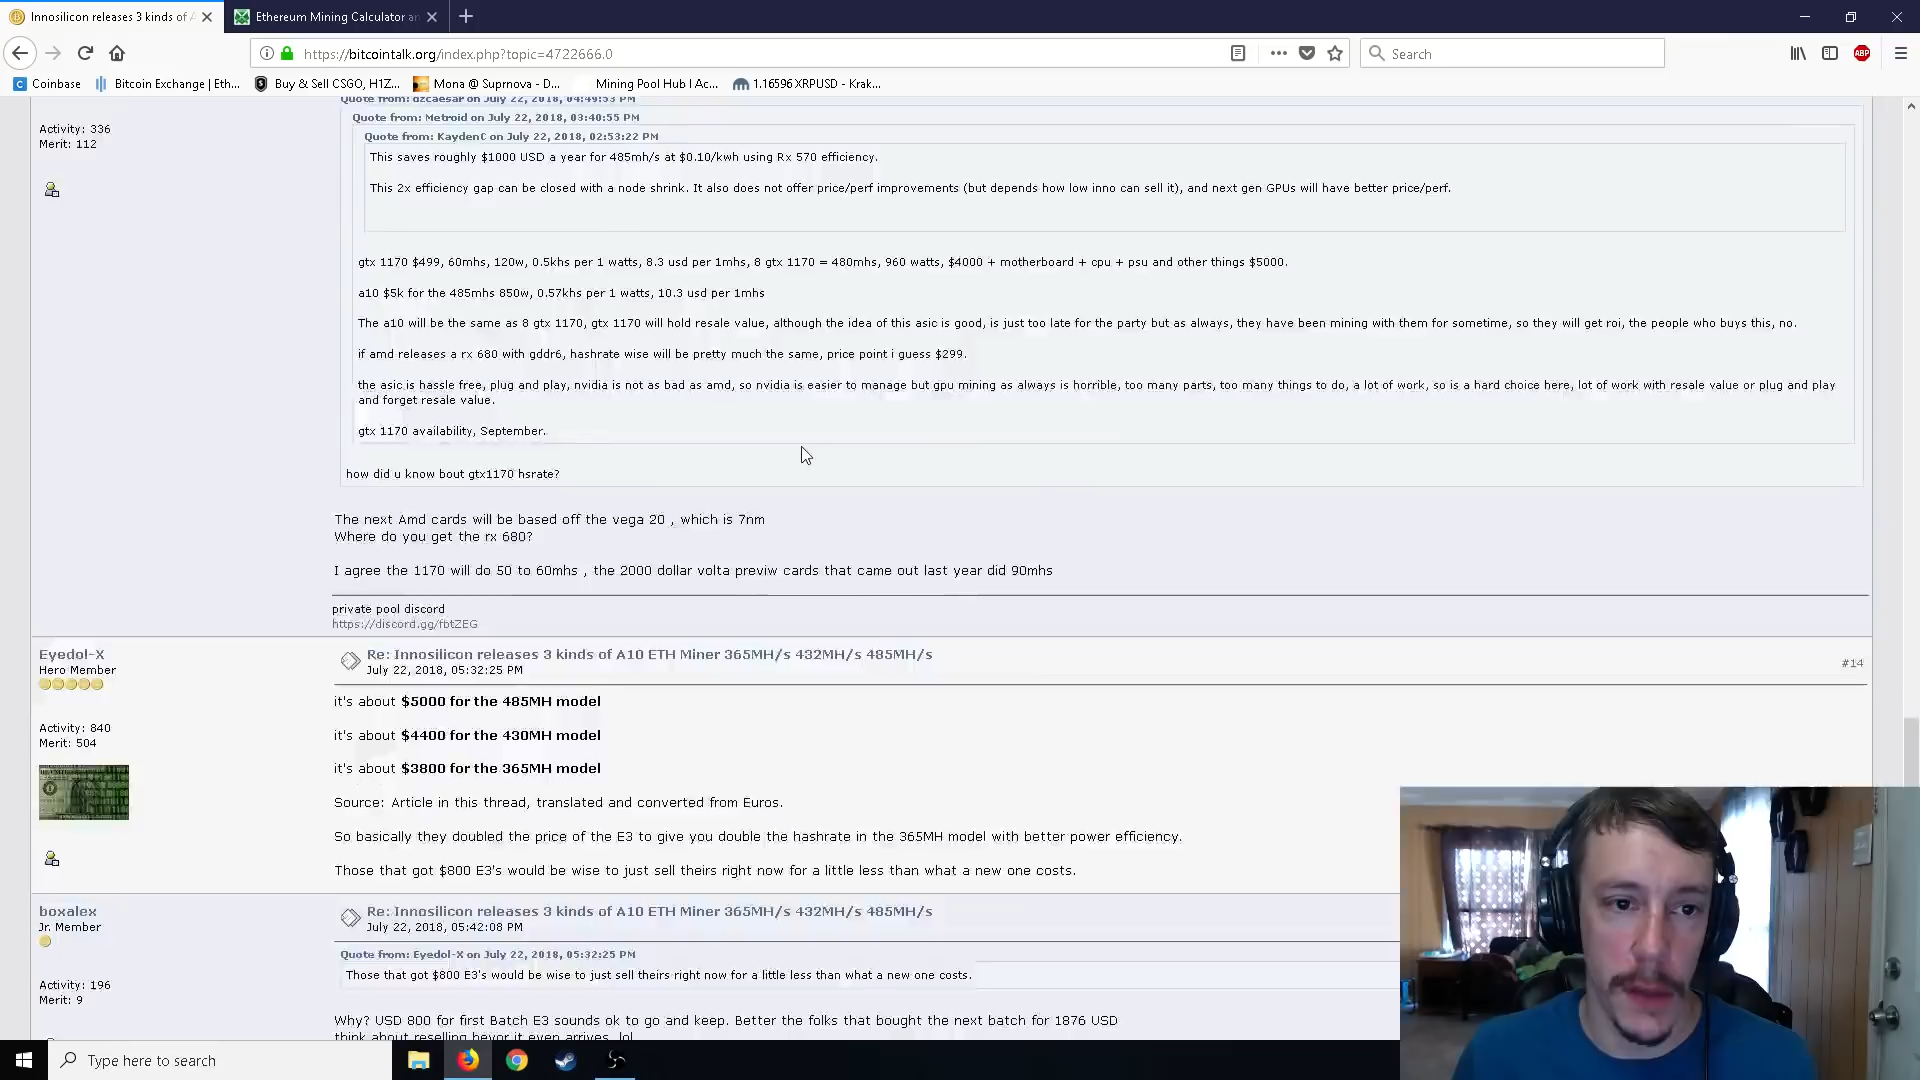 Innosilicon releases 3 kinds of A
Ethereum Mining Calculator an
https://bitcointalk.org/index.php?topic=4722666.0
Search
ABP
Coinbase
Bitcoin Exchange | Eth...
Buy & Sell CSGO, H1Z...
Mona @ Suprnova - D...
Mining Pool Hub | Ac...
1.16596 XRPUSD - Krak...
Quote from: dzcaesar on July 22, 2018, 04:49:53 PM
Activity: 336
Merit: 112
Quote from: Metroid on July 22, 2018, 03:40:55 PM
Quote from: KaydenC on July 22, 2018, 02:53:22 PM
This saves roughly $1000 USD a year for 485mh/s at $0.10/kwh using Rx 570 efficiency.
This 2x efficiency gap can be closed with a node shrink. It also does not offer price/perf improvements (but depends how low inno can sell it), and next gen GPUs will have better price/perf.
gtx 1170 $499, 60mhs, 120w, 0.5khs per 1 watts, 8.3 usd per 1mhs, 8 gtx 1170 = 480mhs, 960 watts, $4000 + motherboard + cpu + psu and other things $5000.
a10 $5k for the 485mhs 850w, 0.57khs per 1 watts, 10.3 usd per 1mhs
The a10 will be the same as 8 gtx 1170, gtx 1170 will hold resale value, although the idea of this asic is good, is just too late for the party but as always, they have been mining with them for sometime, so they will get roi, the people who buys this, no.
if amd releases a rx 680 with gddr6, hashrate wise will be pretty much the same, price point i guess $299.
the asic is hassle free, plug and play, nvidia is not as bad as amd, so nvidia is easier to manage but gpu mining as always is horrible, too many parts, too many things to do, a lot of work, so is a hard choice here, lot of work with resale value or plug and play
and forget resale value.
gtx 1170 availability, September.
how did u know bout gtx1170 hsrate?
The next Amd cards will be based off the vega 20 , which is 7nm
Where do you get the rx 680?
I agree the 1170 will do 50 to 60mhs , the 2000 dollar volta previw cards that came out last year did 90mhs
private pool discord
https://discord.gg/fbtZEG
Eyedol-X
Hero Member
Activity: 840
Merit: 504
Re: Innosilicon releases 3 kinds of A10 ETH Miner 365MH/s 432MH/s 485MH/s
July 22, 2018, 05:32:25 PM
#14
it's about $5000 for the 485MH model
it's about $4400 for the 430MH model
it's about $3800 for the 365MH model
Source: Article in this thread, translated and converted from Euros.
So basically they doubled the price of the E3 to give you double the hashrate in the 365MH model with better power efficiency.
Those that got $800 E3's would be wise to just sell theirs right now for a little less than what a new one costs.
boxalex
Jr. Member
Activity: 196
Merit: 9
Re: Innosilicon releases 3 kinds of A10 ETH Miner 365MH/s 432MH/s 485MH/s
July 22, 2018, 05:42:08 PM
Quote from: Eyedol-X on July 22, 2018, 05:32:25 PM
Those that got $800 E3's would be wise to just sell theirs right now for a little less than what a new one costs.
Why? USD 800 for first Batch E3 sounds ok to go and keep. Better the folks that bought the next batch for 1876 USD
think about reselling bevor it even arrives. lol
Type here to search